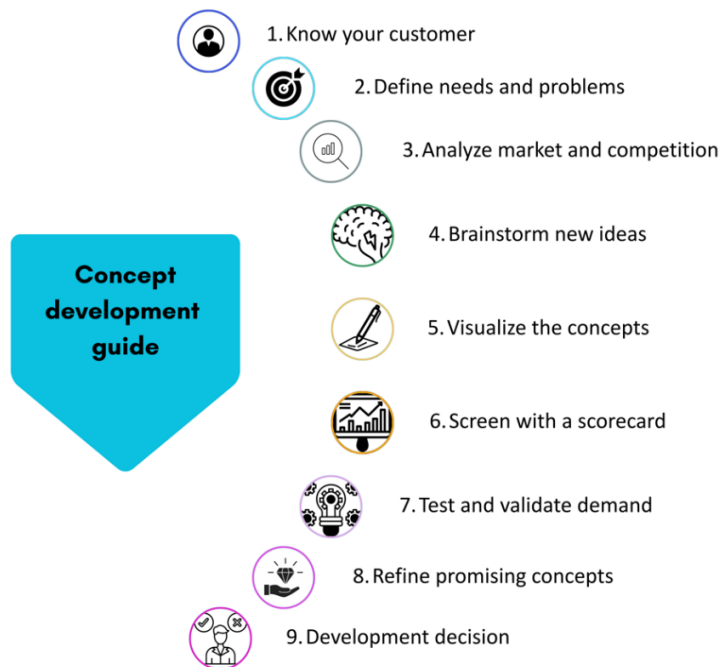 1. Know your customer
2. Define needs and problems
3. Analyze market and competition
4. Brainstorm new ideas
Concept
development
guide
5. Visualize the concepts
6. Screen with a scorecard
7. Test and validate demand
8. Refine promising concepts
9. Development decision